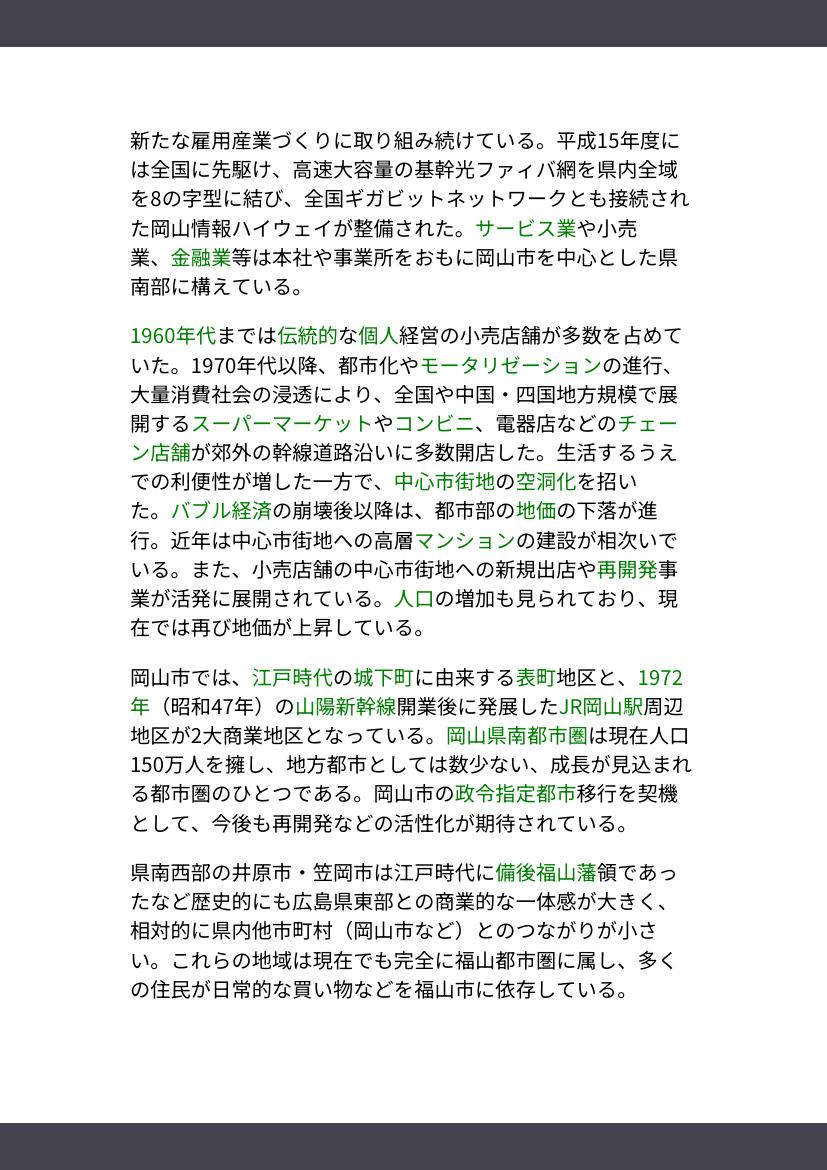 新たな雇用産業づくりに取り組み続けている。平成15年度に
は全国に先駆け、高速大容量の基幹光ファィバ網を県内全域
を8の字型に結び、全国ギガビットネットワークとも接続され
た岡山情報ハイウェイが整備された。サービス業や小売
業、金融業等は本社や事業所をおもに岡山市を中心とした県
南部に構えている。
1960年代までは伝統的な個人経営の小売店舗が多数を占めて
いた。1970年代以降、都市化やモータリゼーションの進行、
大量消費社会の浸透により、全国や中国・四国地方規模で展
開するスーパーマーケットやコンビニ、電器店などのチェー
ン店舗が郊外の幹線道路沿いに多数開店した。生活するうえ
での利便性が増した一方で、中心市街地の空洞化を招い
た。バブル経済の崩壊後以降は、都市部の地価の下落が進
行。近年は中心市街地への高層マンションの建設が相次いで
いる。また、小売店舗の中心市街地への新規出店や再開発事
業が活発に展開されている。人口の増加も見られており、現
在では再び地価が上昇している。
岡山市では、江戸時代の城下町に由来する表町地区と、1972
年（昭和47年）の山陽新幹線開業後に発展したJR岡山駅周辺
地区が2大商業地区となっている。岡山県南都市圏は現在人口
150万人を擁し、地方都市としては数少ない、成長が見込まれ
る都市圏のひとつである。岡山市の政令指定都市移行を契機
として、今後も再開発などの活性化が期待されている。
県南西部の井原市・笠岡市は江戸時代に備後福山藩領であっ
たなど歴史的にも広島県東部との商業的な一体感が大きく、
相対的に県内他市町村（岡山市など）とのつながりが小さ
い。これらの地域は現在でも完全に福山都市圏に属し、多く
の住民が日常的な買い物などを福山市に依存している。